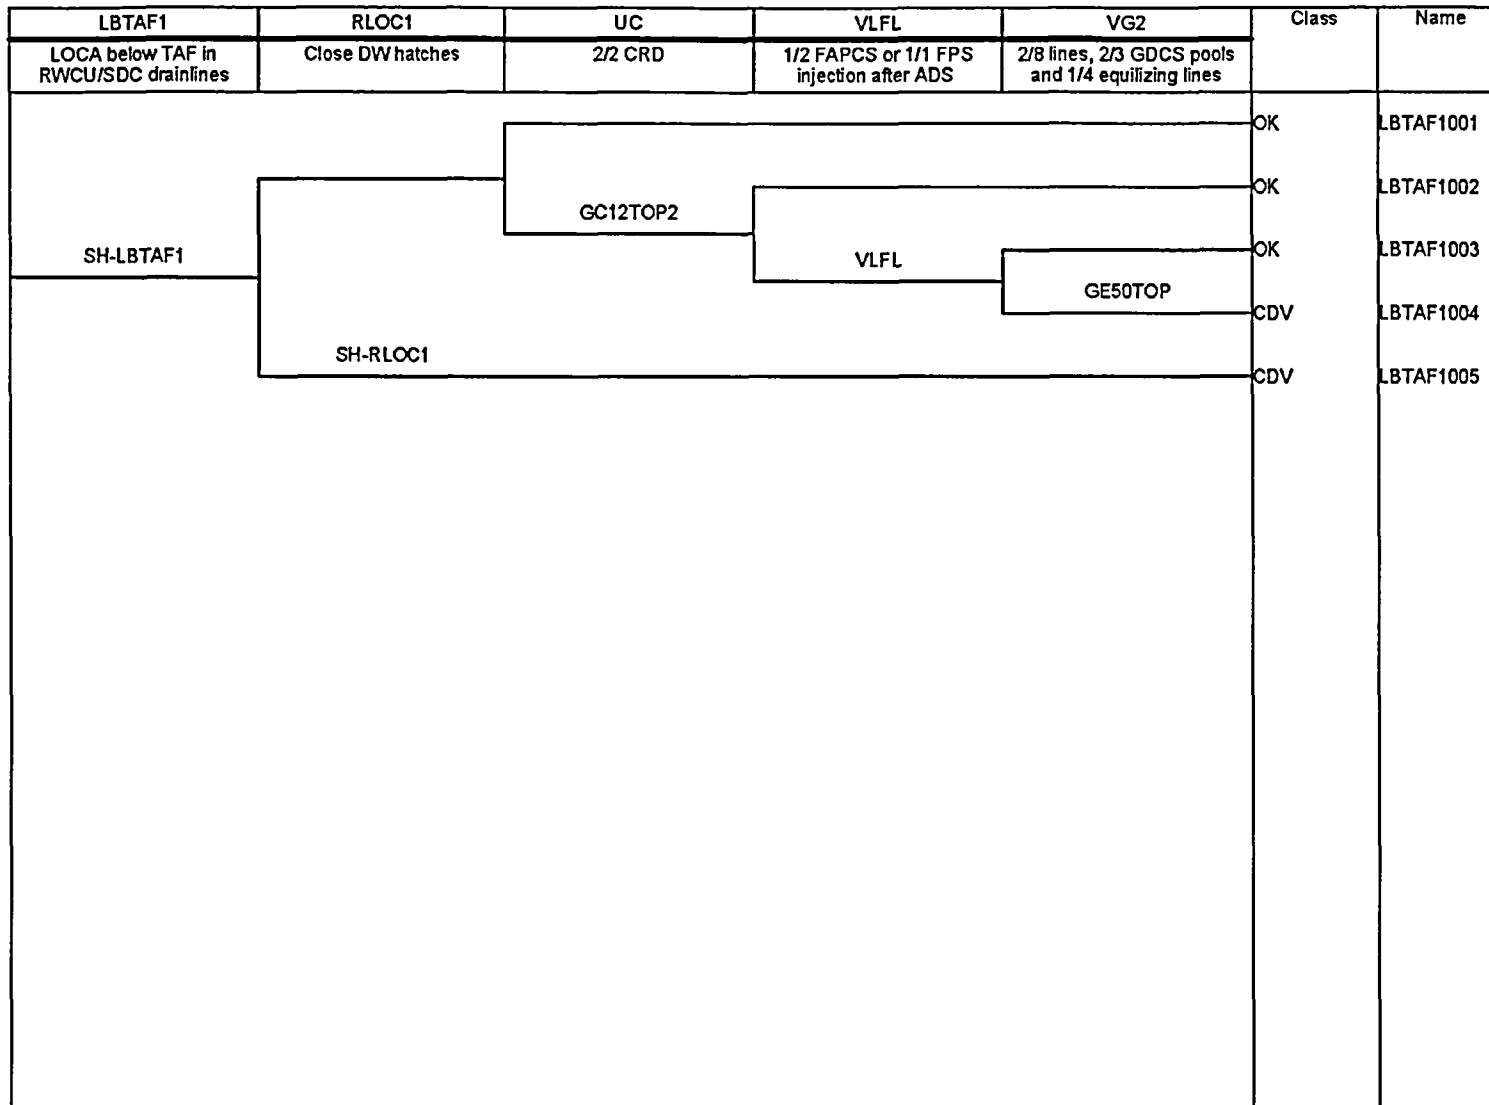 LBTAF1 RLOC1 UC VLFL VG2 Class Name
LOCA below TAF in RWCU/SDC drainlines
Close DW hatches
2/2 CRD
1/2 FAPCS or 1/1 FPS injection after ADS
2/8 lines, 2/3 GDCS pools and 1/4 equilizing lines
OK LBTAF1001
OK LBTAF1002
GC12TOP2
SH-LBTAF1
VLFL
OK LBTAF1003
GE50TOP
CDV LBTAF1004
SH-RLOC1
CDV LBTAF1005